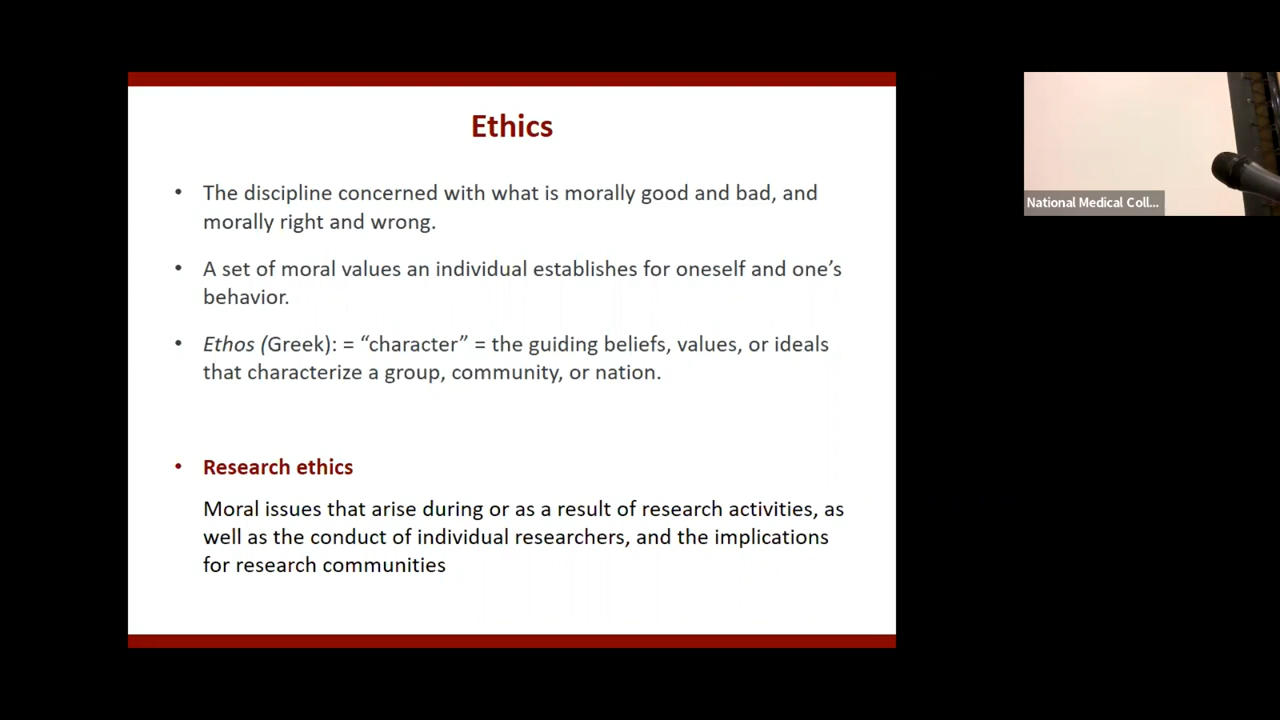 Ethics
• The discipline concerned with what is morally good and bad, and
morally right and wrong.
• A set of moral values an individual establishes for oneself and one’s
behavior.
• Ethos (Greek): = “character” = the guiding beliefs, values, or ideals
that characterize a group, community, or nation.
• Research ethics
Moral issues that arise during or as a result of research activities, as
well as the conduct of individual researchers, and the implications
for research communities
National Medical Coll...